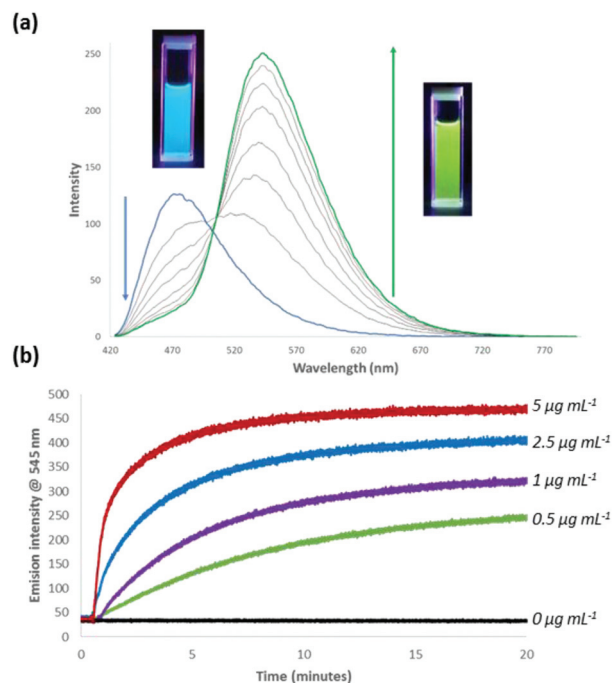 (a)
250
200
150
100
50
0
Intensity
420 470 520 570 620 670 720 770
Wavelength (nm)
(b)
500
450
400
350
300
250
200
150
100
50
0
Emision intensity @ 545 nm
5 µg mL-1
2.5 µg mL-1
1 µg mL-1
0.5 µg mL-1
0 µg mL-1
0 5 10 15 20
Time (minutes)